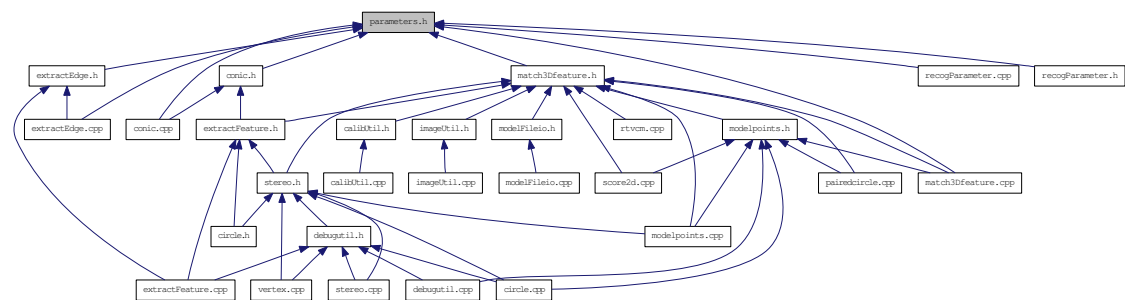 parameters.h
extractEdge.h
conic.h
match3Dfeature.h
recogParameter.cpp
recogParameter.h
extractEdge.cpp
conic.cpp
extractFeature.h
calibUtil.h
imageUtil.h
modelFileio.h
rtvcm.cpp
modelpoints.h
stereo.h
calibUtil.cpp
imageUtil.cpp
modelFileio.cpp
score2d.cpp
pairedcircle.cpp
match3Dfeature.cpp
circle.h
debugutil.h
modelpoints.cpp
extractFeature.cpp
vertex.cpp
stereo.cpp
debugutil.cpp
circle.cpp